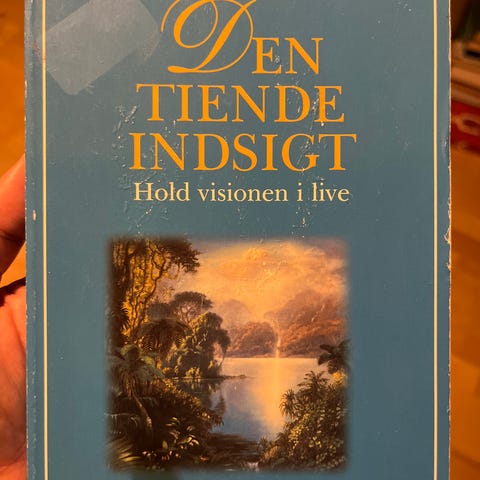 DEN
TIENDE
INDSIGT
Hold visionen i live